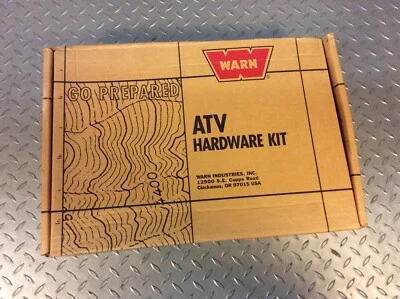 WARN
®
GO PREPARED
ATV
HARDWARE KIT
WARN INDUSTRIES, INC.
12900 S.E. Capps Road
Clackamas, OR 97015 USA